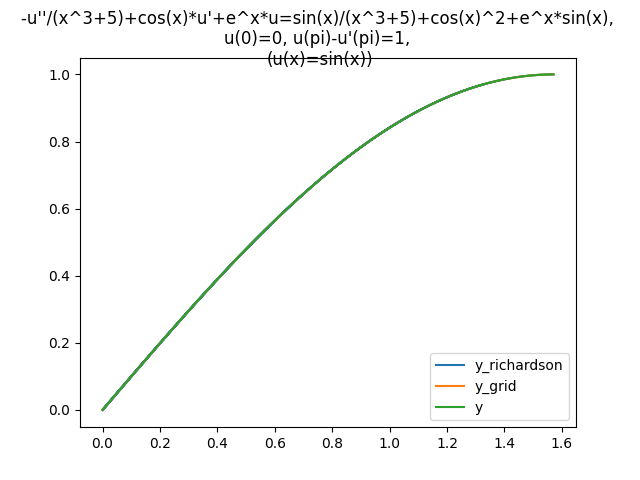 -u''/(x^3+5)+cos(x)*u'+e^x*u=sin(x)/(x^3+5)+cos(x)^2+e^x*sin(x),
u(0)=0, u(pi)-u'(pi)=1,
(u(x)=sin(x))
1.0
0.8
0.6
0.4
0.2
0.0
y_richardson
y_grid
y
0.0 0.2 0.4 0.6 0.8 1.0 1.2 1.4 1.6